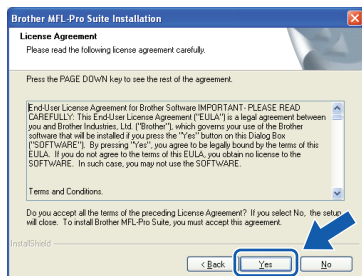 Brother MFL-Pro Suite Installation
License Agreement
Please read the following license agreement carefully.
Press the PAGE DOWN key to see the rest of the agreement.
End-User License Agreement for Brother Software IMPORTANT- PLEASE READ
CAREFULLY: This End-User License Agreement ("EULA") is a legal agreement between
you and Brother Industries, Ltd. ("Brother"), which governs your use of the Brother
software that will be installed if you press the "Yes" button on this Dialog Box
("SOFTWARE"). By pressing "Yes", you agree to be legally bound by the terms of this
EULA. If you do not agree to the terms of this EULA, you obtain no license to the
SOFTWARE. In such case, you may not use the SOFTWARE.
Terms and Conditions.
Do you accept all the terms of the preceding License Agreement? If you select No, the setup
will close. To install Brother MFL-Pro Suite, you must accept this agreement.
InstallShield
< Back
Yes
No